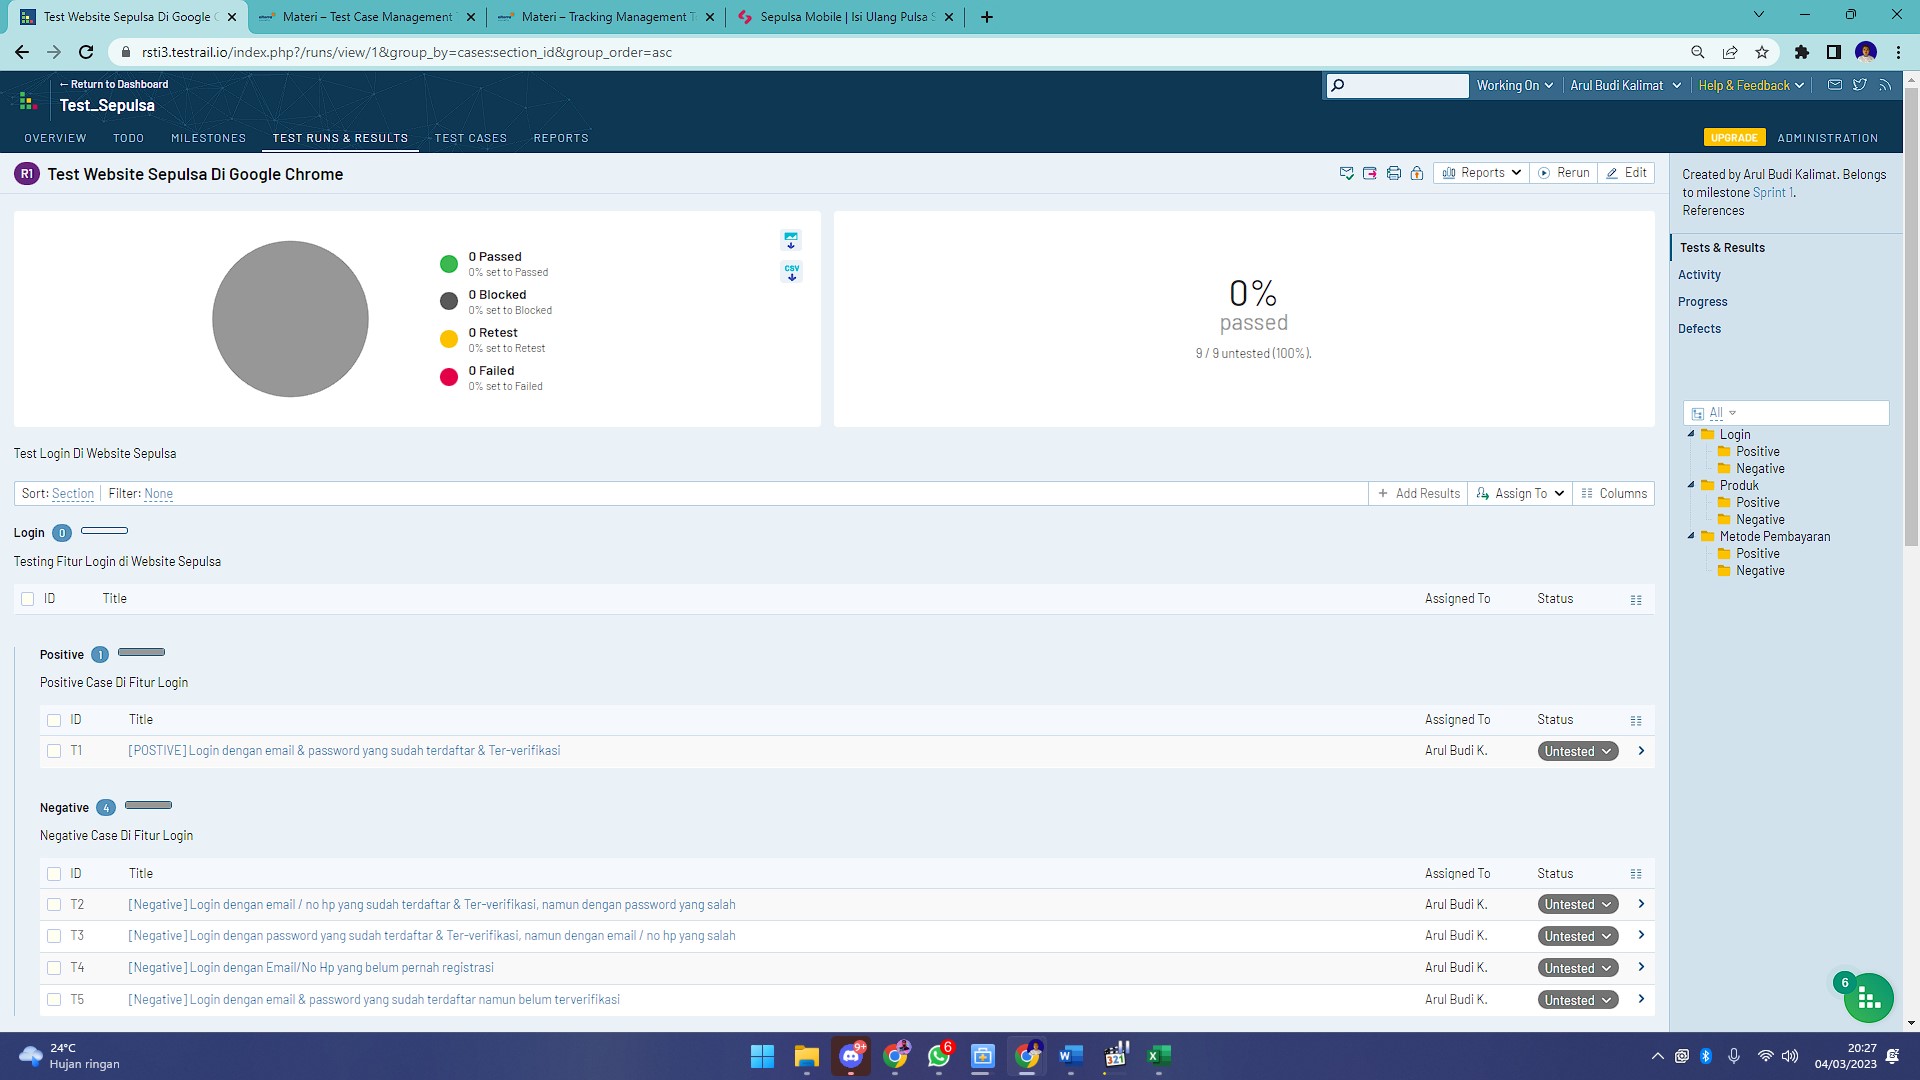 Test Website Sepulsa Di Google C
Materi – Test Case Management
Materi – Tracking Management T
Sepulsa Mobile | Isi Ulang Pulsa S
rsti3.testrail.io/index.php?/runs/view/1&group_by=cases:section_id&group_order=asc
← Return to Dashboard
Test_Sepulsa
Working On
Arul Budi Kalimat
Help & Feedback
OVERVIEW
TODO
MILESTONES
TEST RUNS & RESULTS
TEST CASES
REPORTS
UPGRADE
ADMINISTRATION
R1
Test Website Sepulsa Di Google Chrome
Reports
Rerun
Edit
Created by Arul Budi Kalimat. Belongs
to milestone Sprint 1.
References
Tests & Results
Activity
Progress
Defects
0 Passed
0% set to Passed
0 Blocked
0% set to Blocked
0 Retest
0% set to Retest
0 Failed
0% set to Failed
CSV
0%
passed
9 / 9 untested (100%).
All
Login
Positive
Negative
Produk
Positive
Negative
Metode Pembayaran
Positive
Negative
Test Login Di Website Sepulsa
Sort: Section
Filter: None
+ Add Results
Assign To
Columns
Login 0
Testing Fitur Login di Website Sepulsa
ID Title Assigned To Status
Positive 1
Positive Case Di Fitur Login
ID Title Assigned To Status
T1 [POSTIVE] Login dengan email & password yang sudah terdaftar & Ter-verifikasi Arul Budi K. Untested
Negative 4
Negative Case Di Fitur Login
ID Title Assigned To Status
T2 [Negative] Login dengan email / no hp yang sudah terdaftar & Ter-verifikasi, namun dengan password yang salah Arul Budi K. Untested
T3 [Negative] Login dengan password yang sudah terdaftar & Ter-verifikasi, namun dengan email / no hp yang salah Arul Budi K. Untested
T4 [Negative] Login dengan Email/No Hp yang belum pernah registrasi Arul Budi K. Untested
T5 [Negative] Login dengan email & password yang sudah terdaftar namun belum terverifikasi Arul Budi K. Untested
6
24°C
Hujan ringan
9+
6
W
321
20:27
04/03/2023